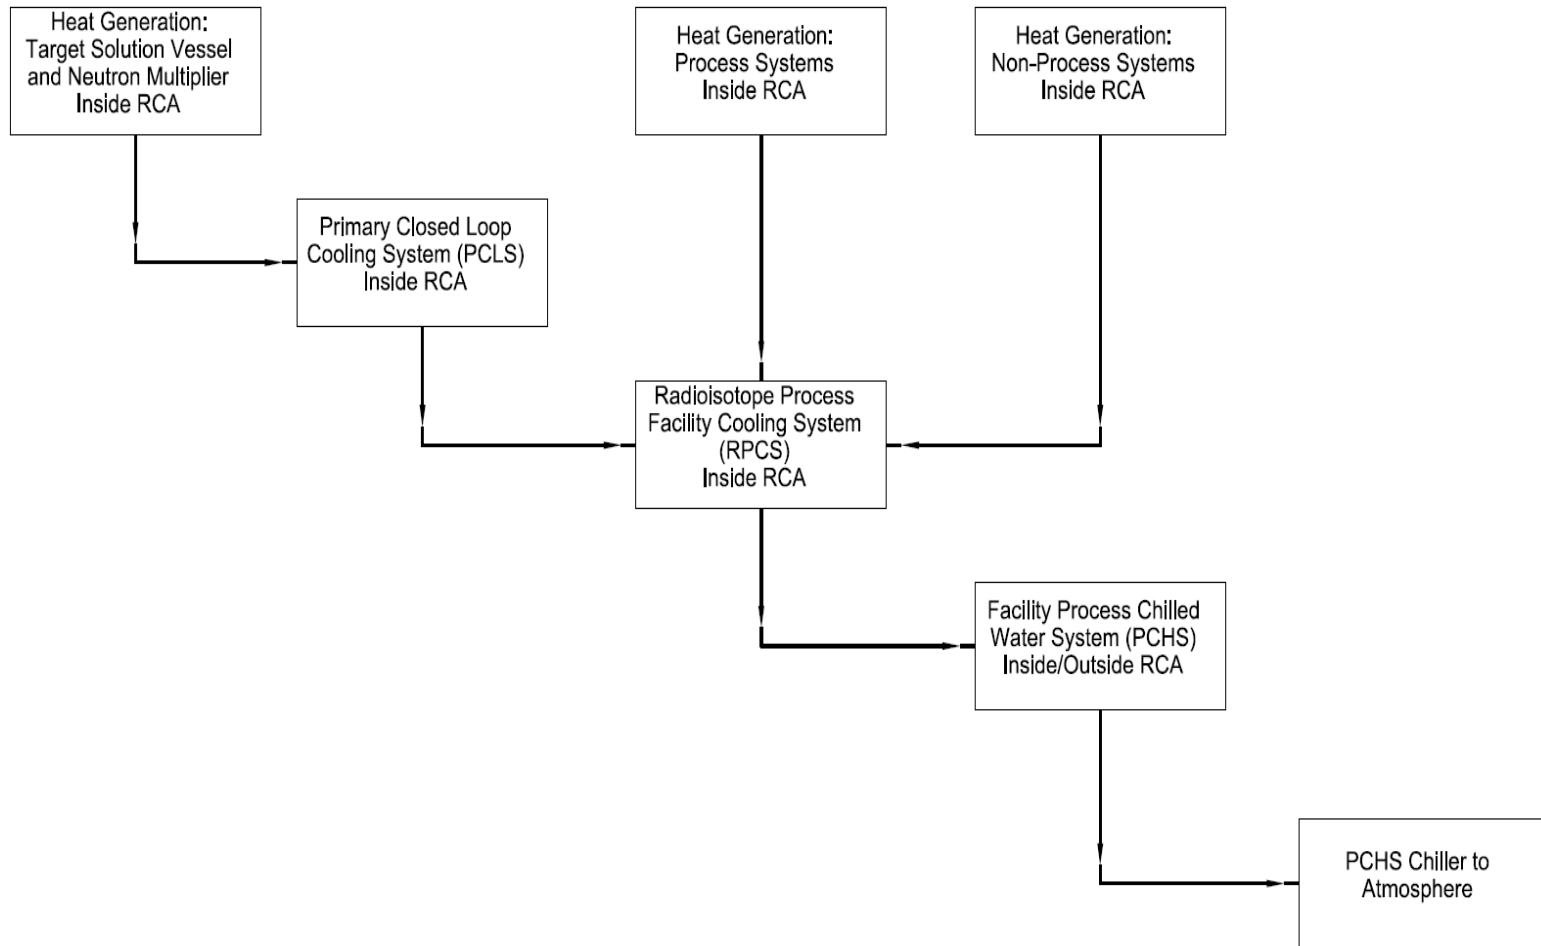 Heat Generation:
Target Solution Vessel
and Neutron Multiplier
Inside RCA
Heat Generation:
Process Systems
Inside RCA
Heat Generation:
Non-Process Systems
Inside RCA
Primary Closed Loop
Cooling System (PCLS)
Inside RCA
Radioisotope Process
Facility Cooling System
(RPCS)
Inside RCA
Facility Process Chilled
Water System (PCHS)
Inside/Outside RCA
PCHS Chiller to
Atmosphere